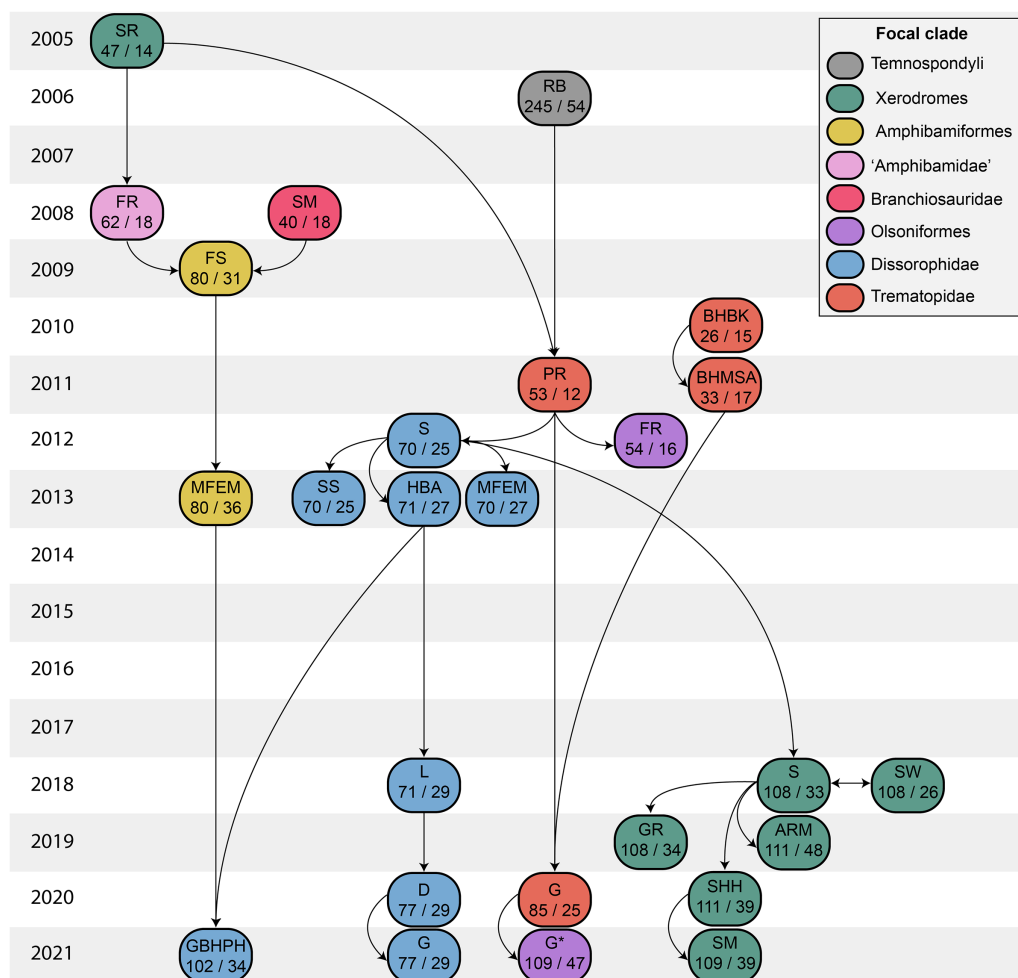 2005
SR
47 / 14
Focal clade
Temnospondyli
Xerodromes
Amphibamiformes
‘Amphibamidae’
Branchiosauridae
Olsoniformes
Dissorophidae
Trematopidae
2006
RB
245 / 54
2007
2008
FR
62 / 18
SM
40 / 18
2009
FS
80 / 31
2010
BHBK
26 / 15
2011
PR
53 / 12
BHMSA
33 / 17
2012
S
70 / 25
FR
54 / 16
2013
MFEM
80 / 36
SS
70 / 25
HBA
71 / 27
MFEM
70 / 27
2014
2015
2016
2017
2018
L
71 / 29
S
108 / 33
SW
108 / 26
2019
GR
108 / 34
ARM
111 / 48
2020
D
77 / 29
G
85 / 25
SHH
111 / 39
2021
GBHPH
102 / 34
G
77 / 29
G*
109 / 47
SM
109 / 39